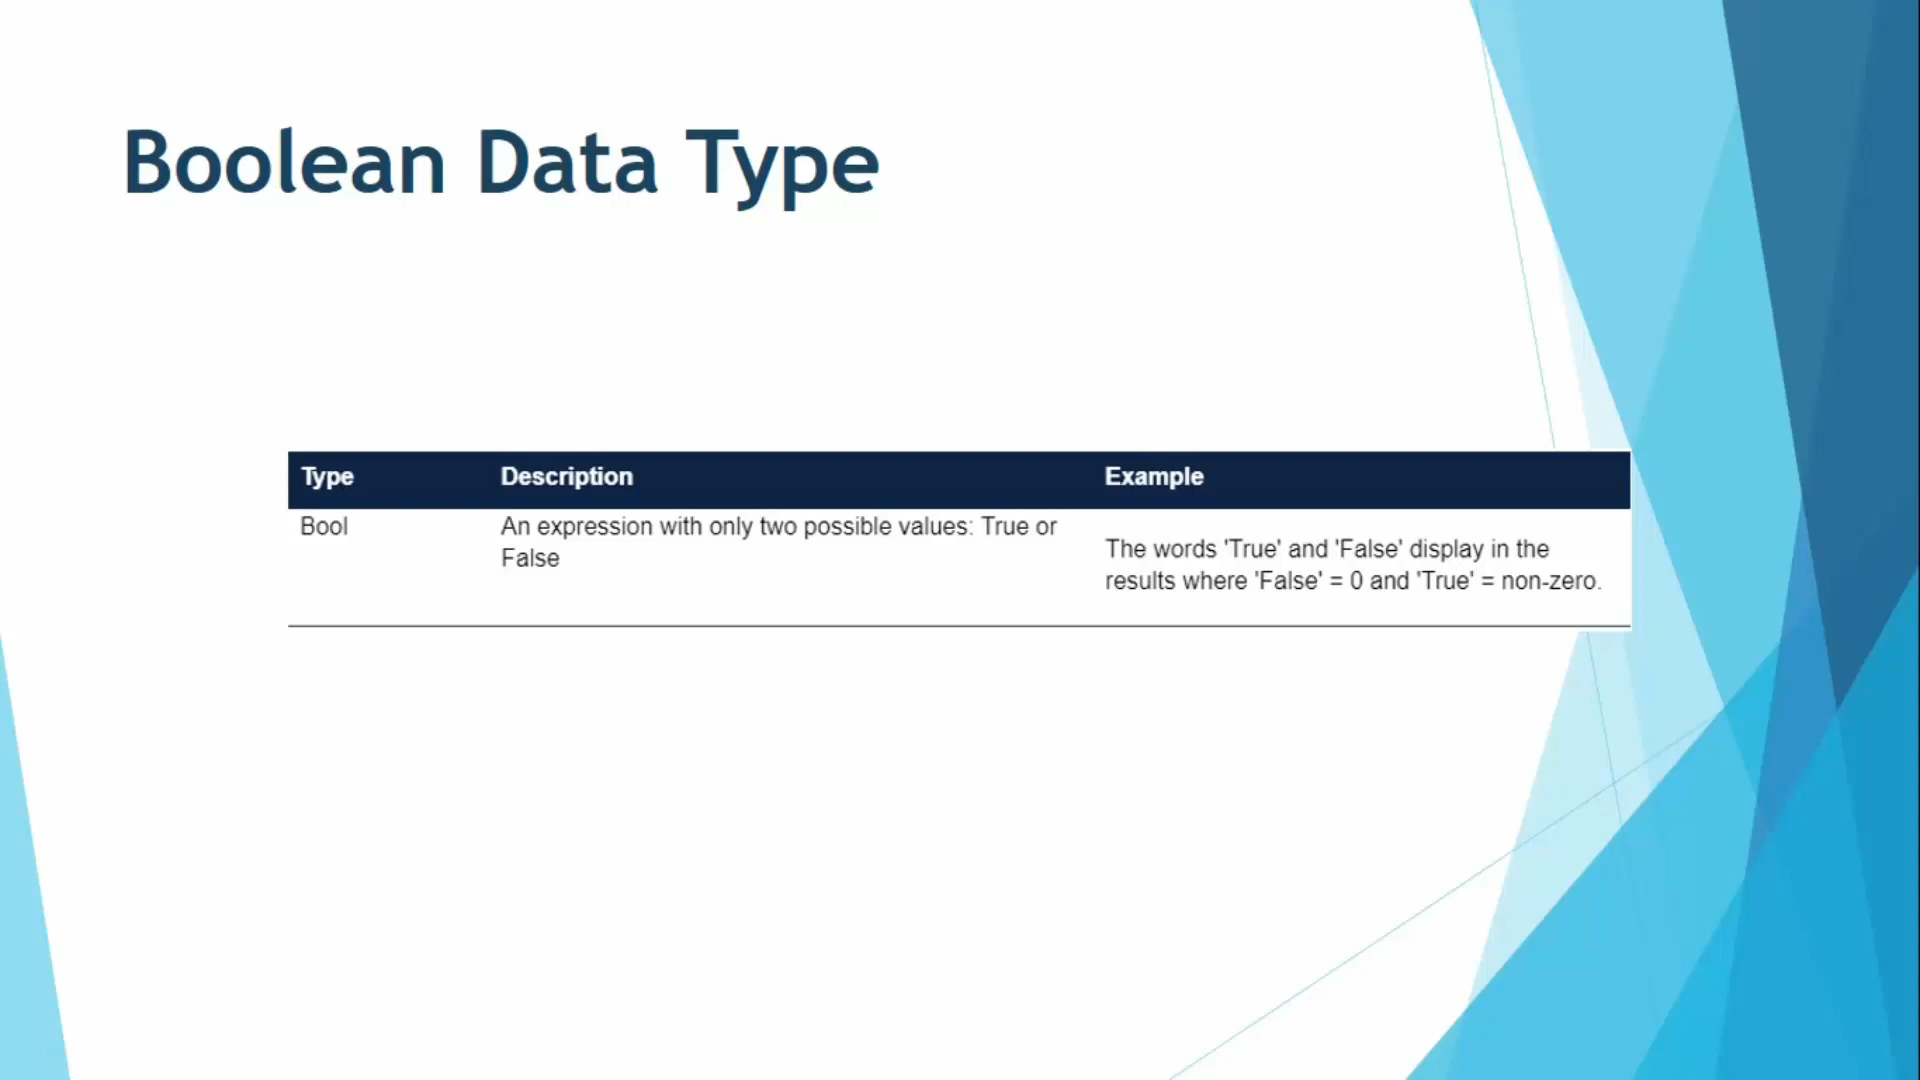 Boolean Data Type
Type Description Example
Bool
An expression with only two possible values: True or
False
The words 'True' and 'False' display in the
results where 'False' = 0 and 'True' = non-zero.